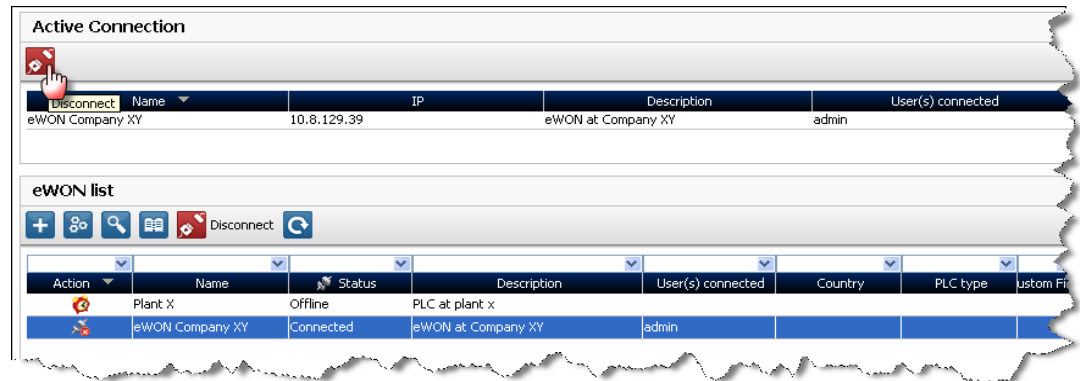 Active Connection
Disconnect
Name IP Description User(s) connected
eWON Company XY 10.8.129.39 eWON at Company XY admin
eWON list
Disconnect
Action Name Status Description User(s) connected Country PLC type ustom Fi
Plant X Offline PLC at plant x
eWON Company XY Connected eWON at Company XY admin